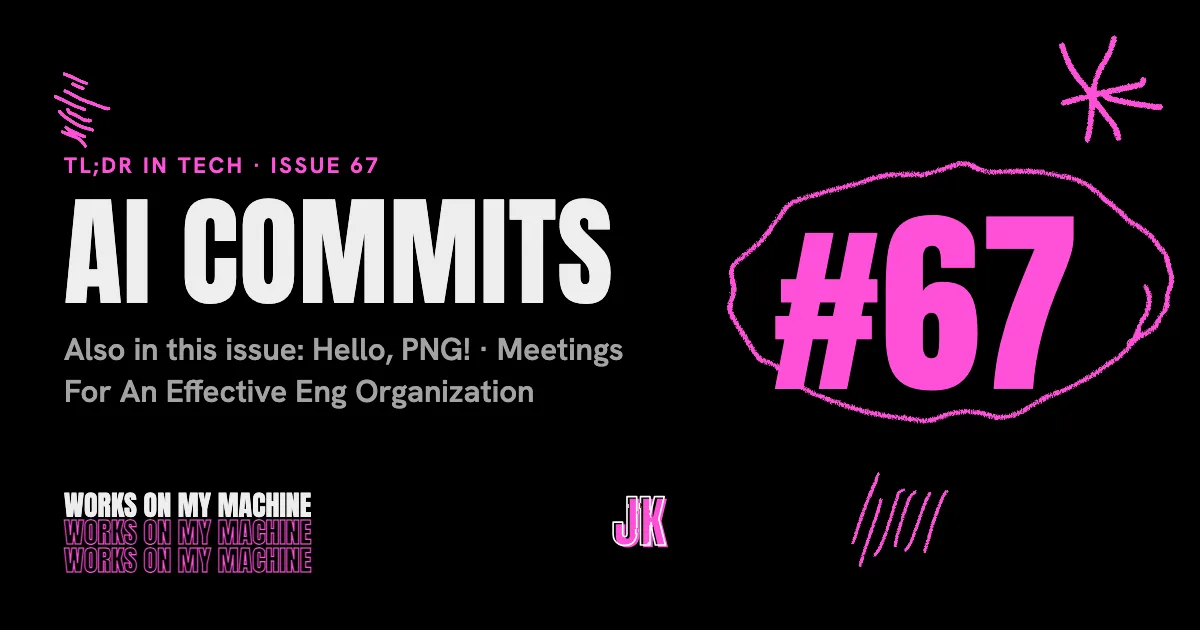 TL;DR IN TECH · ISSUE 67
AI COMMITS
#67
Also in this issue: Hello, PNG! · Meetings
For An Effective Eng Organization
WORKS ON MY MACHINE
WORKS ON MY MACHINE
WORKS ON MY MACHINE
JK